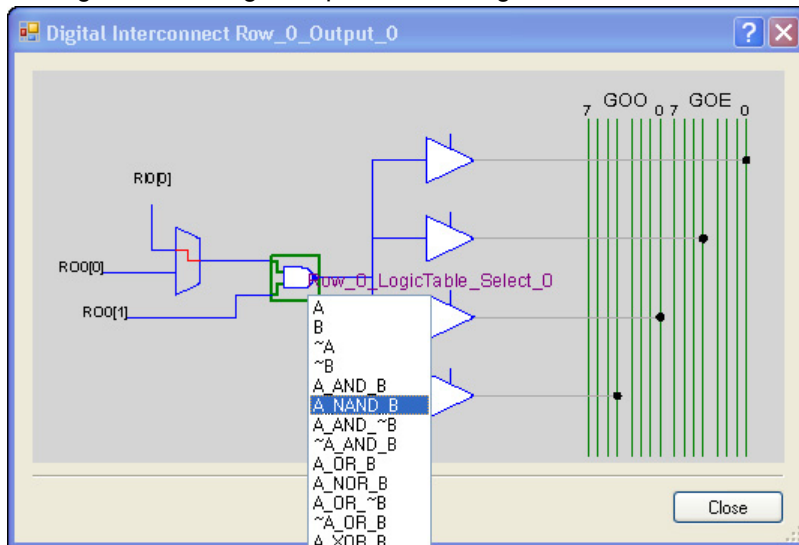 Digital Interconnect Row_0_Output_0
7 GOO 0 7 GOE 0
RI0[0]
RO0[0]
RO0[1]
Row_0_LogicTable_Select_0
A
B
~A
~B
A_AND_B
A_NAND_B
A_AND_~B
~A_AND_B
A_OR_B
A_NOR_B
A_OR_~B
~A_OR_B
A_XOR_B
Close